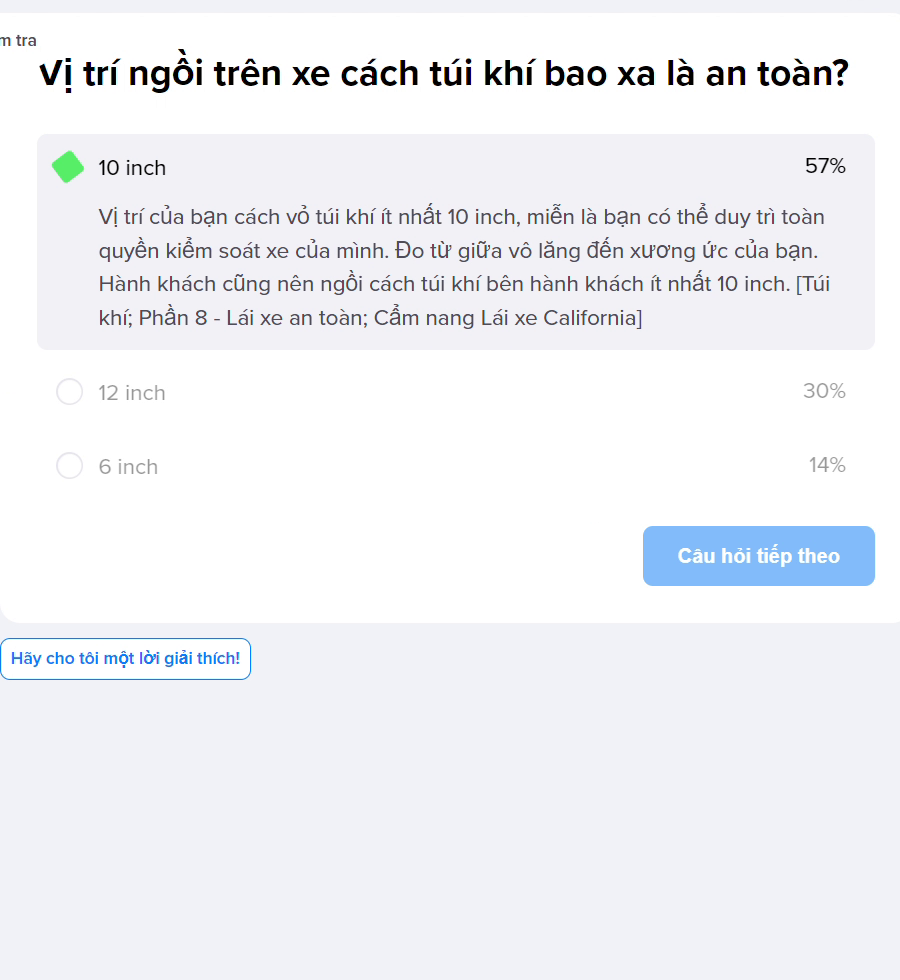 m tra
Vị trí ngồi trên xe cách túi khí bao xa là an toàn?
10 inch
57%
Vị trí của bạn cách vỏ túi khí ít nhất 10 inch, miễn là bạn có thể duy trì toàn
quyền kiểm soát xe của mình. Đo từ giữa vô lăng đến xương ức của bạn.
Hành khách cũng nên ngồi cách túi khí bên hành khách ít nhất 10 inch. [Túi
khí; Phần 8 - Lái xe an toàn; Cẩm nang Lái xe California]
12 inch
30%
6 inch
14%
Câu hỏi tiếp theo
Hãy cho tôi một lời giải thích!